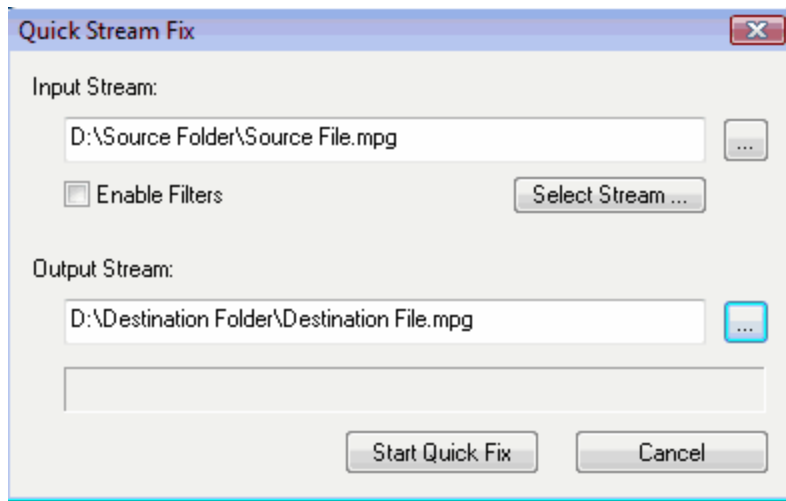 Quick Stream Fix
Input Stream:
D:\Source Folder\Source File.mpg
...
Enable Filters
Select Stream ...
Output Stream:
D:\Destination Folder\Destination File.mpg
...
Start Quick Fix
Cancel